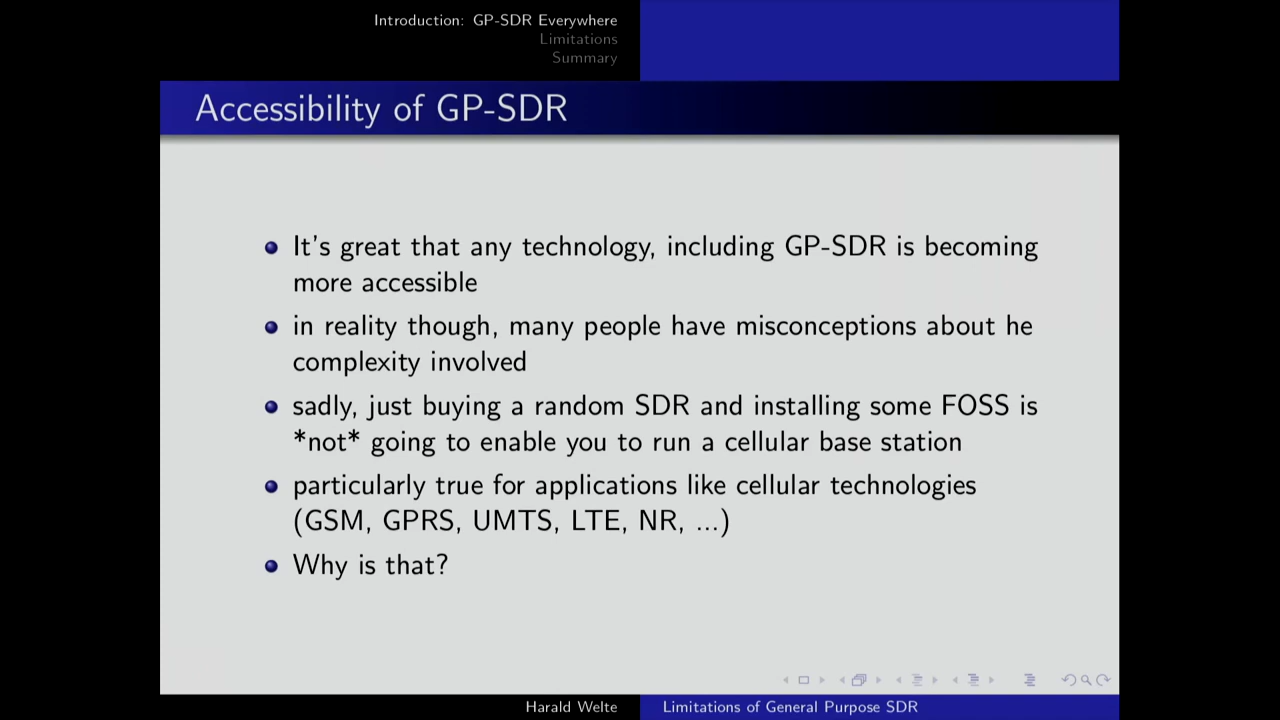 Introduction: GP-SDR Everywhere
Limitations
Summary
Accessibility of GP-SDR
It's great that any technology, including GP-SDR is becoming
more accessible
in reality though, many people have misconceptions about he
complexity involved
sadly, just buying a random SDR and installing some FOSS is
*not* going to enable you to run a cellular base station
particularly true for applications like cellular technologies
(GSM, GPRS, UMTS, LTE, NR, ...)
Why is that?
Harald Welte
Limitations of General Purpose SDR